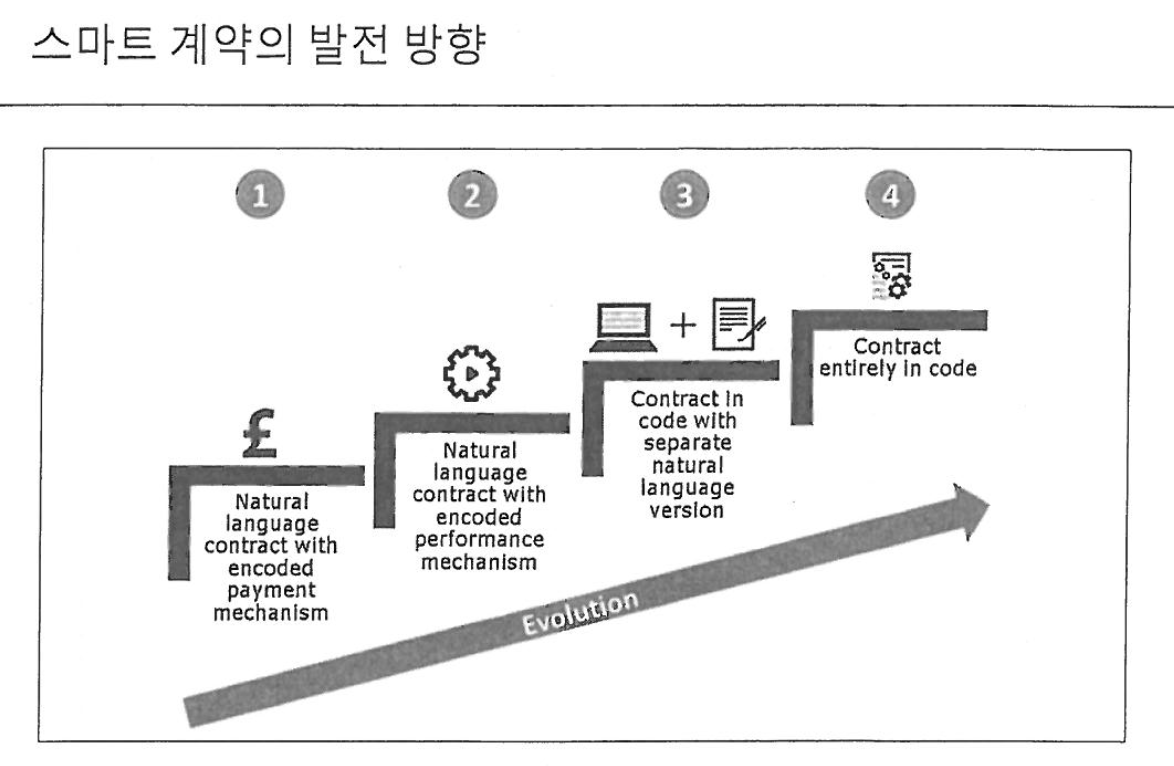 스마트 계약의 발전 방향
1
2
3
4
£
Natural
language
contract with
encoded
payment
mechanism
Natural
language
contract with
encoded
performance
mechanism
Contract in
code with
separate
natural
language
version
Contract
entirely in code
Evolution